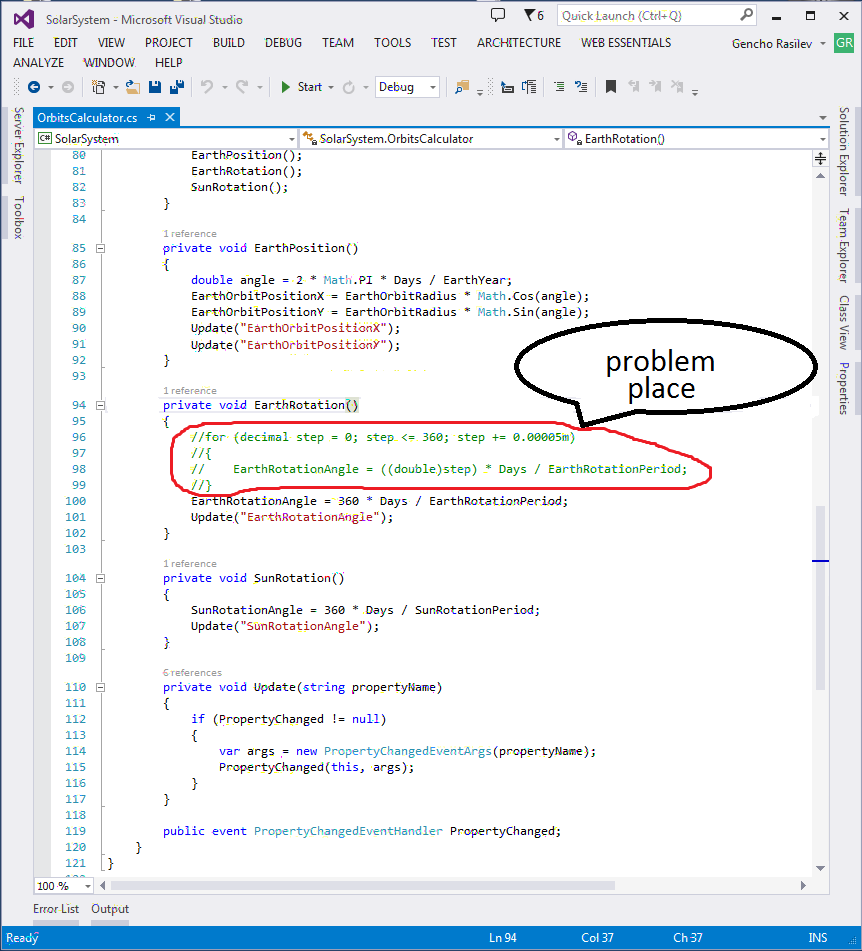 SolarSystem - Microsoft Visual Studio
6
Quick Launch (Ctrl+Q)
FILE EDIT VIEW PROJECT BUILD DEBUG TEAM TOOLS TEST ARCHITECTURE WEB ESSENTIALS
Gencho Rasilev GR
ANALYZE WINDOW HELP
Start Debug
Server Explorer
Toolbox
OrbitsCalculator.cs
C# SolarSystem SolarSystem.OrbitsCalculator EarthRotation()
80 EarthPosition();
81 EarthRotation();
82 SunRotation();
83 }
84
1 reference
85 private void EarthPosition()
86 {
87 double angle = 2 * Math.PI * Days / EarthYear;
88 EarthOrbitPositionX = EarthOrbitRadius * Math.Cos(angle);
89 EarthOrbitPositionY = EarthOrbitRadius * Math.Sin(angle);
90 Update("EarthOrbitPositionX");
91 Update("EarthOrbitPositionY");
92 }
93
problem
place
1 reference
94 private void EarthRotation()
95 {
96 //for (decimal step = 0; step <= 360; step += 0.00005m)
97 //{
98 // EarthRotationAngle = ((double)step) * Days / EarthRotationPeriod;
99 //}
100 EarthRotationAngle = 360 * Days / EarthRotationPeriod;
101 Update("EarthRotationAngle");
102 }
103
1 reference
104 private void SunRotation()
105 {
106 SunRotationAngle = 360 * Days / SunRotationPeriod;
107 Update("SunRotationAngle");
108 }
109
6 references
110 private void Update(string propertyName)
111 {
112 if (PropertyChanged != null)
113 {
114 var args = new PropertyChangedEventArgs(propertyName);
115 PropertyChanged(this, args);
116 }
117 }
118
119 public event PropertyChangedEventHandler PropertyChanged;
120 }
121 }
Solution Explorer
Team Explorer
Class View
Properties
100 %
Error List Output
Ready Ln 94 Col 37 Ch 37 INS